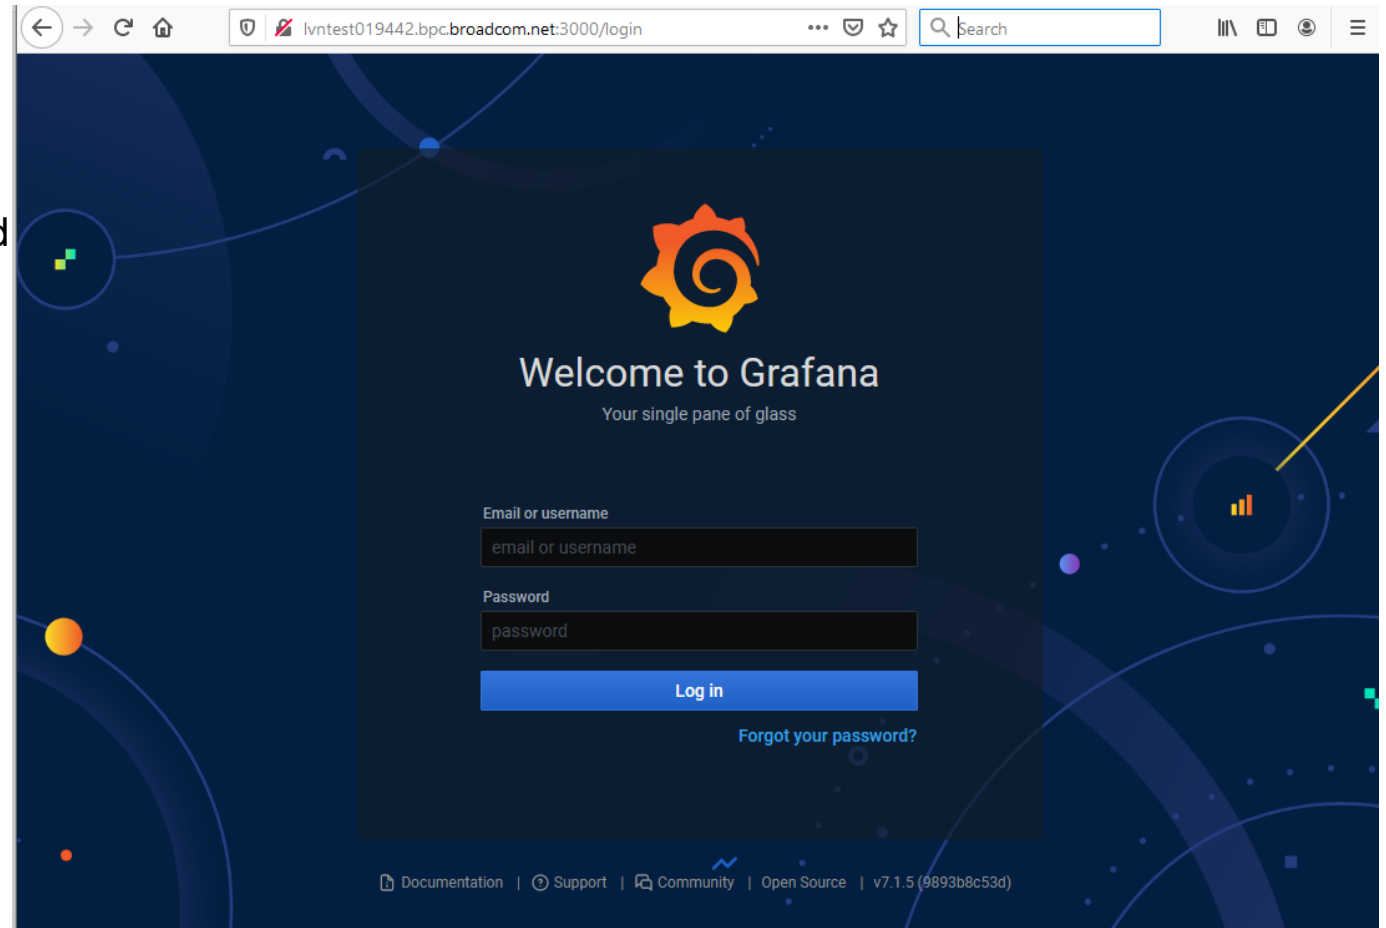 lvntest019442.bpc.broadcom.net:3000/login
Search
d
Welcome to Grafana
Your single pane of glass
Email or username
email or username
Password
password
Log in
Forgot your password?
Documentation | Support | Community | Open Source | v7.1.5 (9893b8c53d)